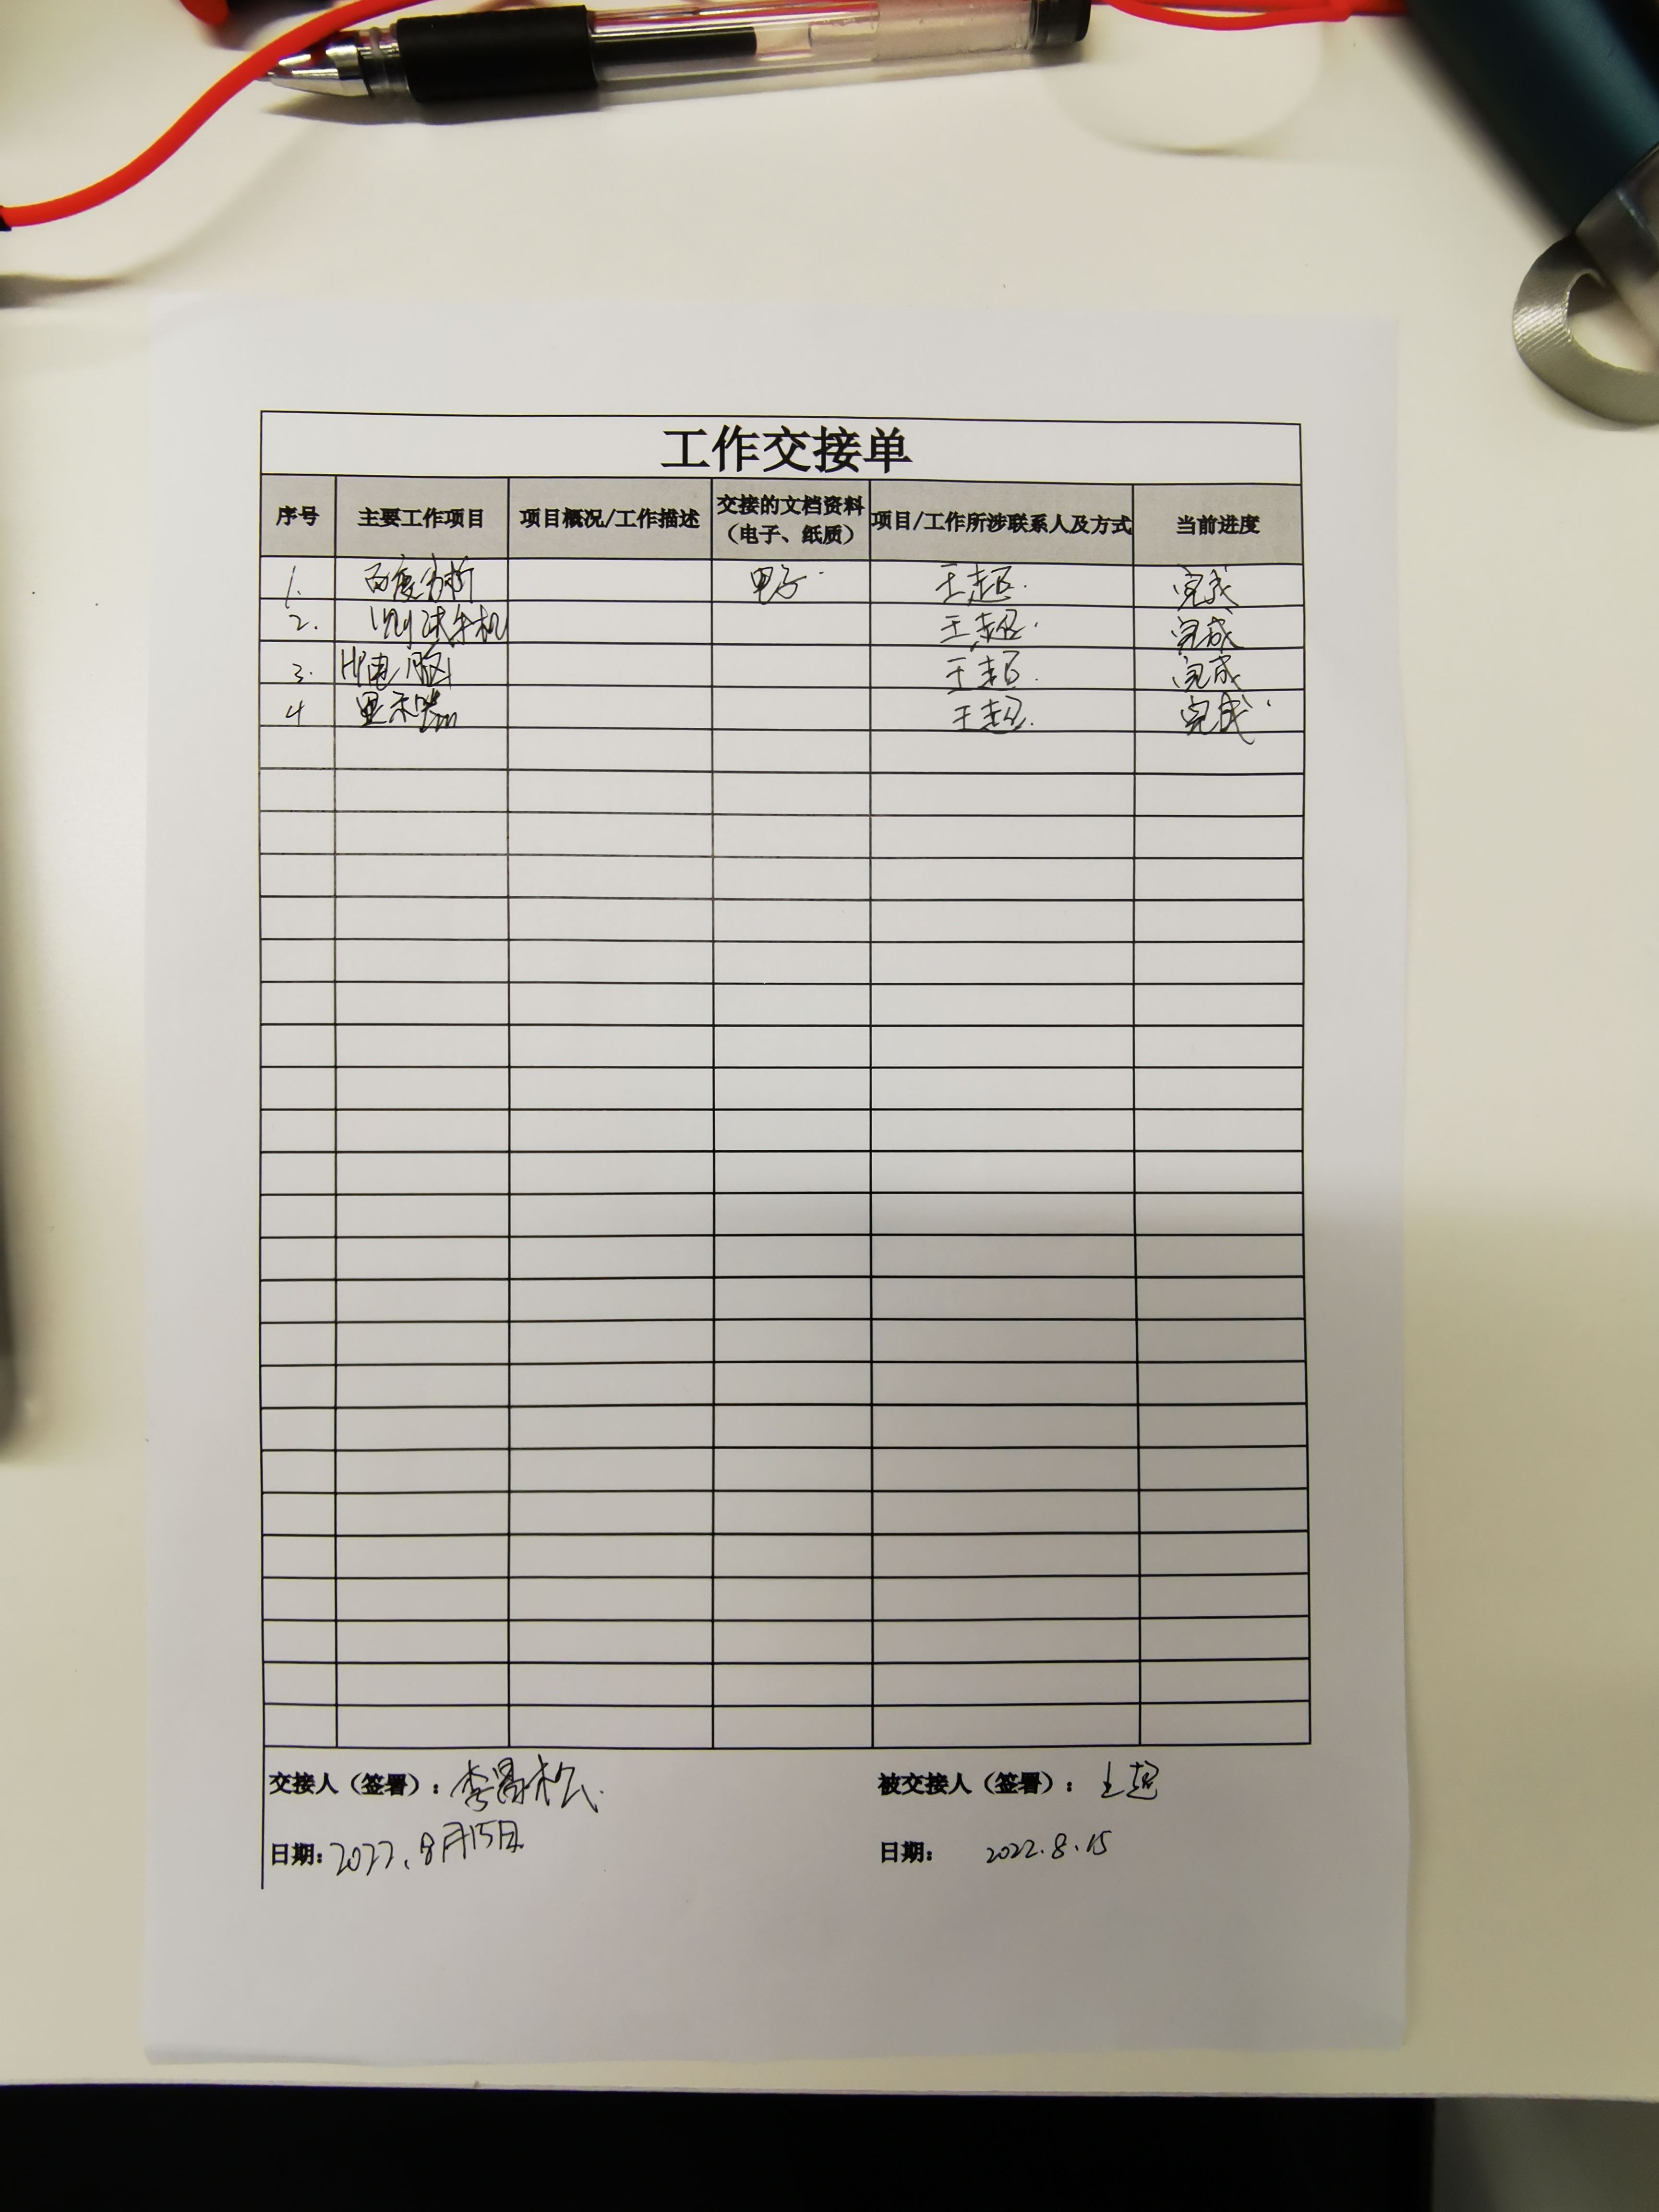 工作交接单
序号 主要工作项目 项目概况/工作描述 交接的文档资料（电子、纸质） 项目/工作所涉联系人及方式 当前进度
1. 百度分析 电子 王超 完成
2. 测试手机 王超 完成
3. HP电脑 王超 完成
4 显示器 王超 完成
交接人（签署）：李昌松 被交接人（签署）：王超
日期：2022.8月15日 日期：2022.8.15